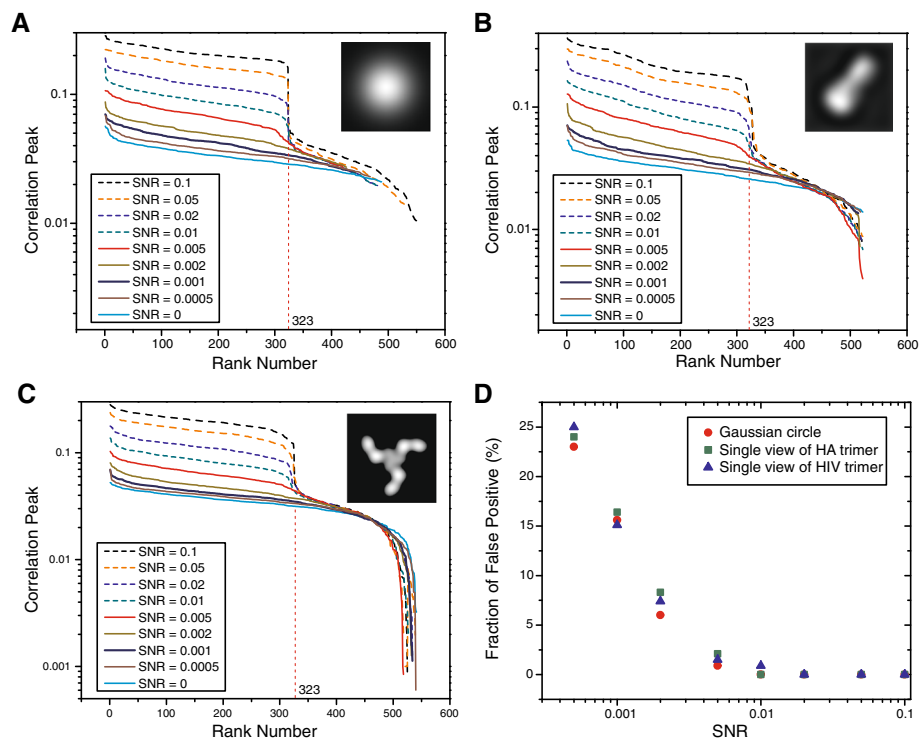 A
Correlation Peak
0.1
0.01
SNR = 0.1
SNR = 0.05
SNR = 0.02
SNR = 0.01
SNR = 0.005
SNR = 0.002
SNR = 0.001
SNR = 0.0005
SNR = 0
323
0 100 200 300 400 500 600
Rank Number
B
Correlation Peak
0.1
0.01
SNR = 0.1
SNR = 0.05
SNR = 0.02
SNR = 0.01
SNR = 0.005
SNR = 0.002
SNR = 0.001
SNR = 0.0005
SNR = 0
323
0 100 200 300 400 500 600
Rank Number
C
Correlation Peak
0.1
0.01
0.001
SNR = 0.1
SNR = 0.05
SNR = 0.02
SNR = 0.01
SNR = 0.005
SNR = 0.002
SNR = 0.001
SNR = 0.0005
SNR = 0
323
0 100 200 300 400 500 600
Rank Number
D
Fraction of False Positive (%)
25
20
15
10
5
0
Gaussian circle
Single view of HA trimer
Single view of HIV trimer
0.001 0.01 0.1
SNR